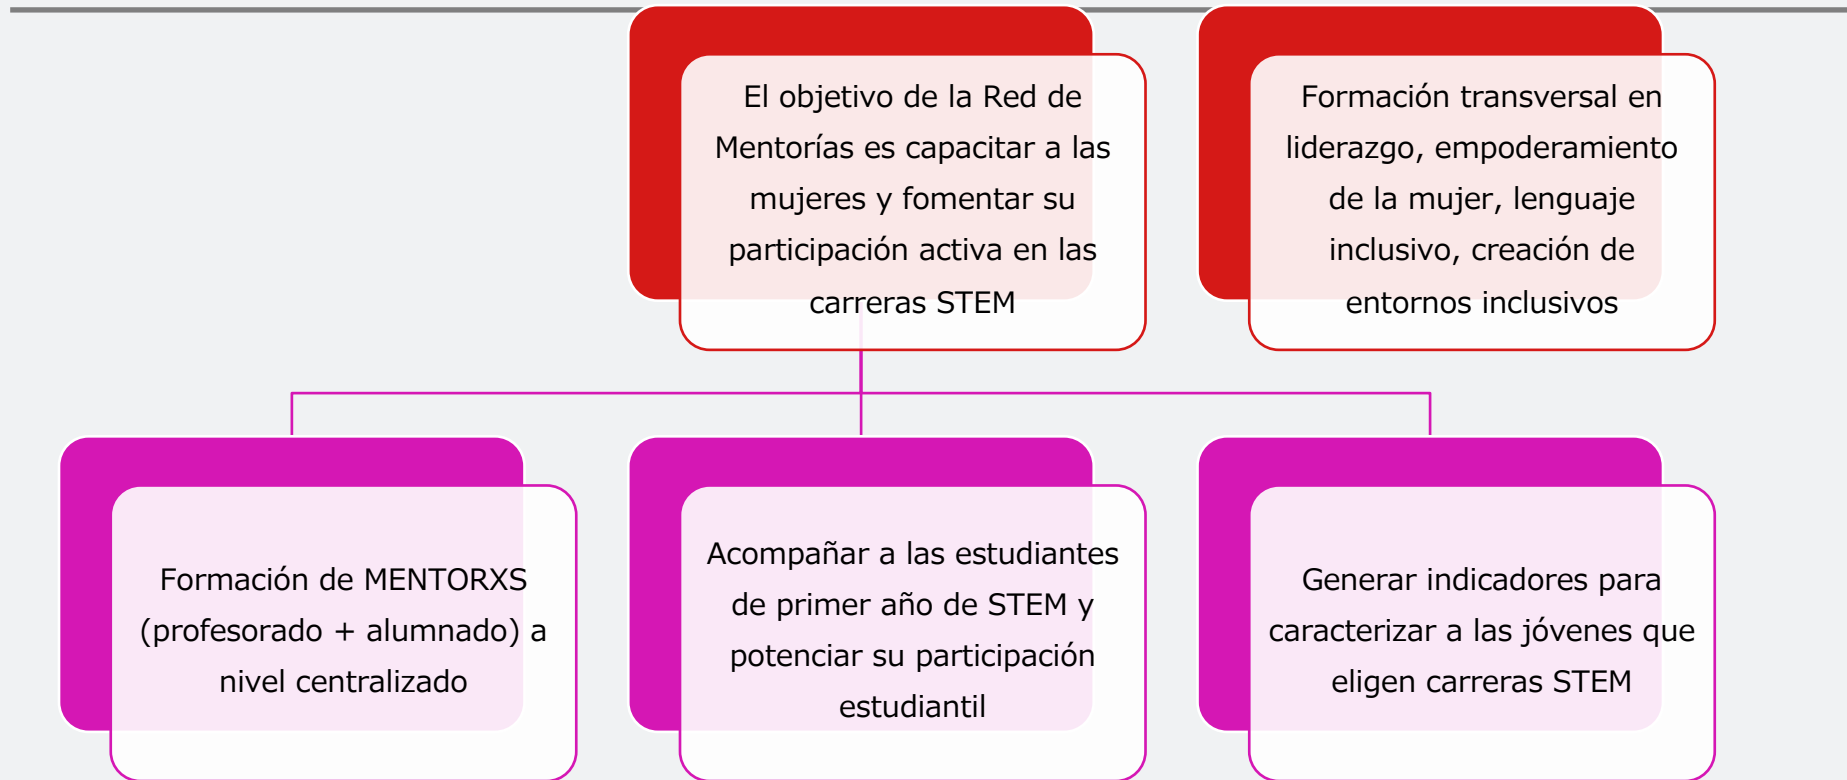 El objetivo de la Red de
Mentorías es capacitar a las
mujeres y fomentar su
participación activa en las
carreras STEM
Formación transversal en
liderazgo, empoderamiento
de la mujer, lenguaje
inclusivo, creación de
entornos inclusivos
Formación de MENTORXS
(profesorado + alumnado) a
nivel centralizado
Acompañar a las estudiantes
de primer año de STEM y
potenciar su participación
estudiantil
Generar indicadores para
caracterizar a las jóvenes que
eligen carreras STEM